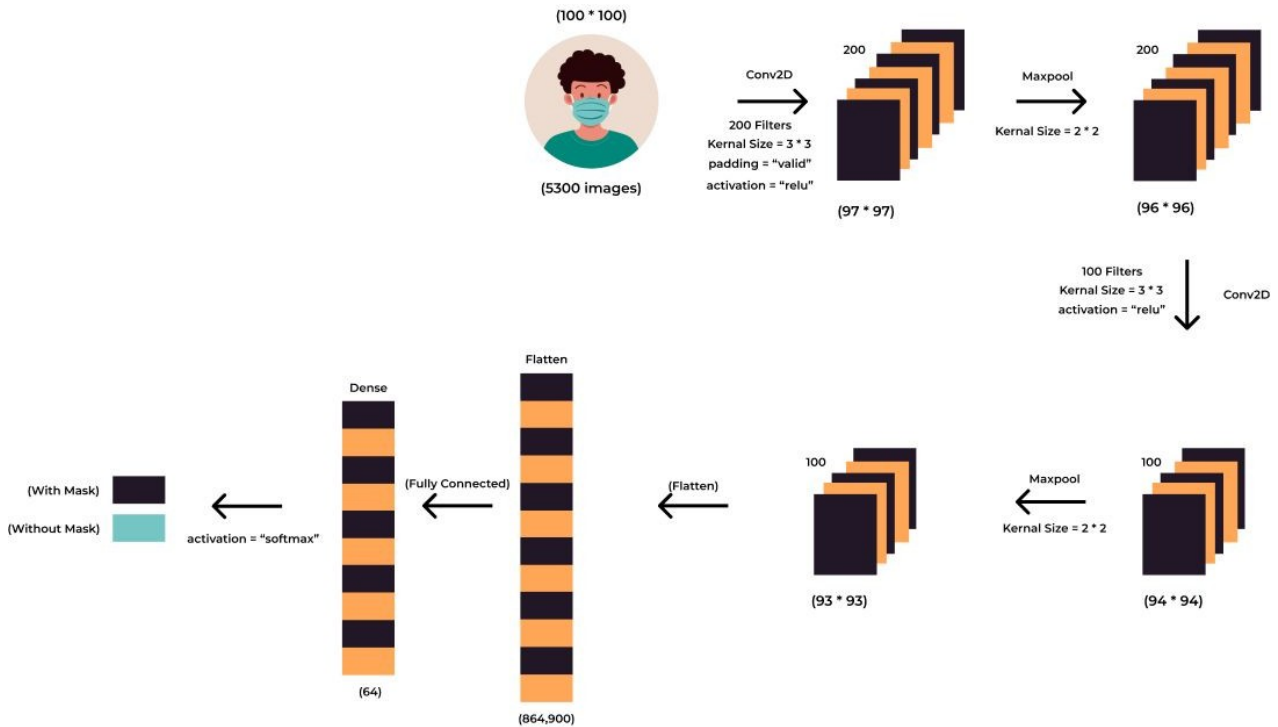 (100 * 100)
(5300 images)
Conv2D
200 Filters
Kernal Size = 3 * 3
padding = “valid”
activation = “relu”
200
(97 * 97)
Maxpool
Kernal Size = 2 * 2
200
(96 * 96)
100 Filters
Kernal Size = 3 * 3
activation = “relu”
Conv2D
100
(94 * 94)
Maxpool
Kernal Size = 2 * 2
100
(93 * 93)
(Flatten)
Flatten
(864,900)
(Fully Connected)
Dense
(64)
activation = “softmax”
(With Mask)
(Without Mask)